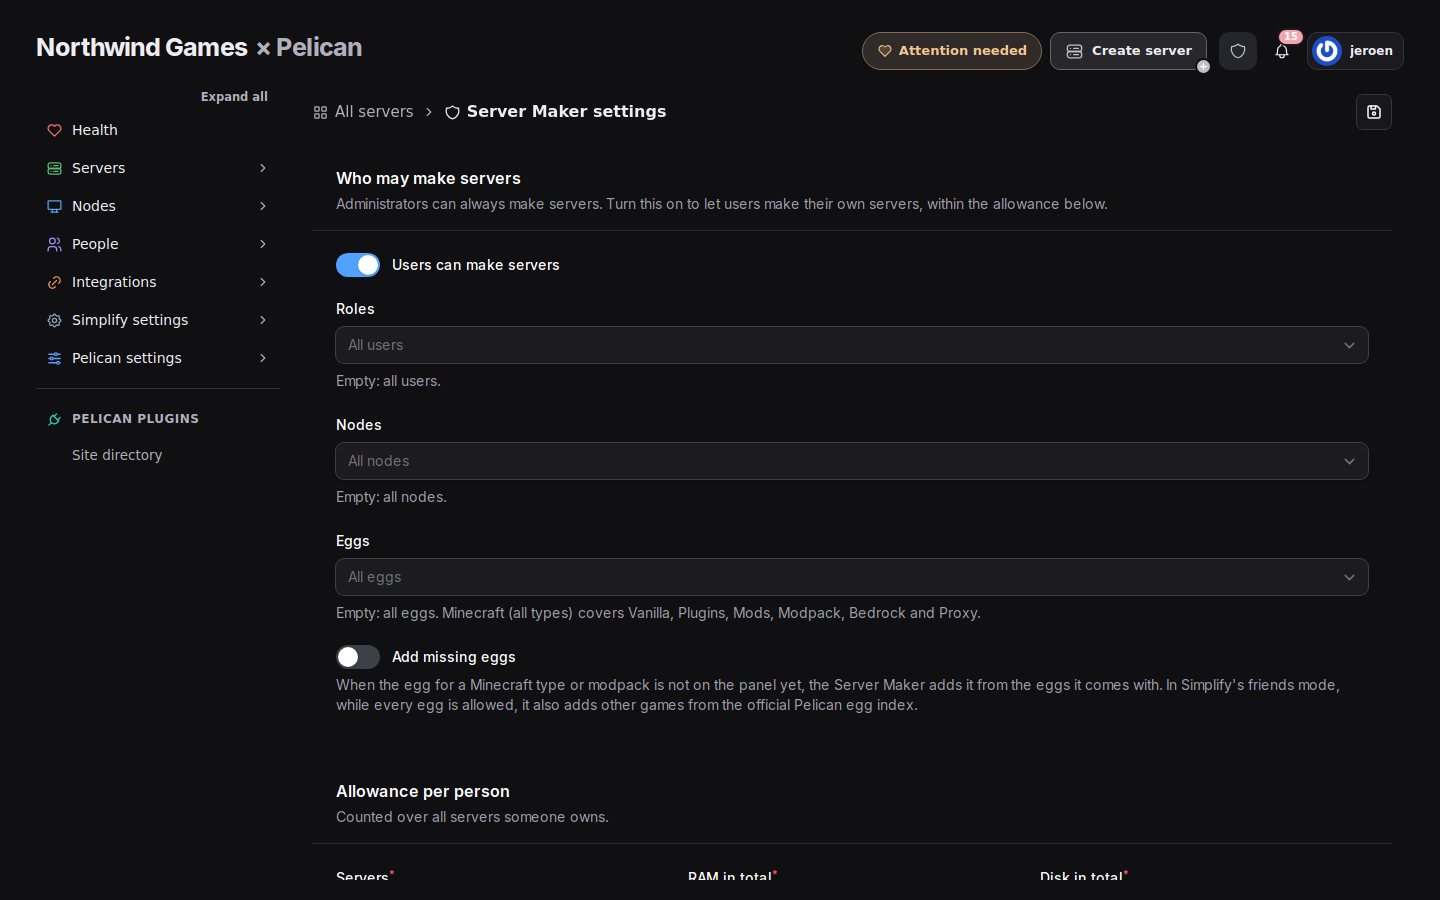 Northwind Games × Pelican
Attention needed
Create server
15
jeroen
Expand all
Health
Servers
Nodes
People
Integrations
Simplify settings
Pelican settings
PELICAN PLUGINS
Site directory
All servers
Server Maker settings
Who may make servers
Administrators can always make servers. Turn this on to let users make their own servers, within the allowance below.
Users can make servers
Roles
All users
Empty: all users.
Nodes
All nodes
Empty: all nodes.
Eggs
All eggs
Empty: all eggs. Minecraft (all types) covers Vanilla, Plugins, Mods, Modpack, Bedrock and Proxy.
Add missing eggs
When the egg for a Minecraft type or modpack is not on the panel yet, the Server Maker adds it from the eggs it comes with. In Simplify's friends mode,
while every egg is allowed, it also adds other games from the official Pelican egg index.
Allowance per person
Counted over all servers someone owns.
Servers*
RAM in total*
Disk in total*